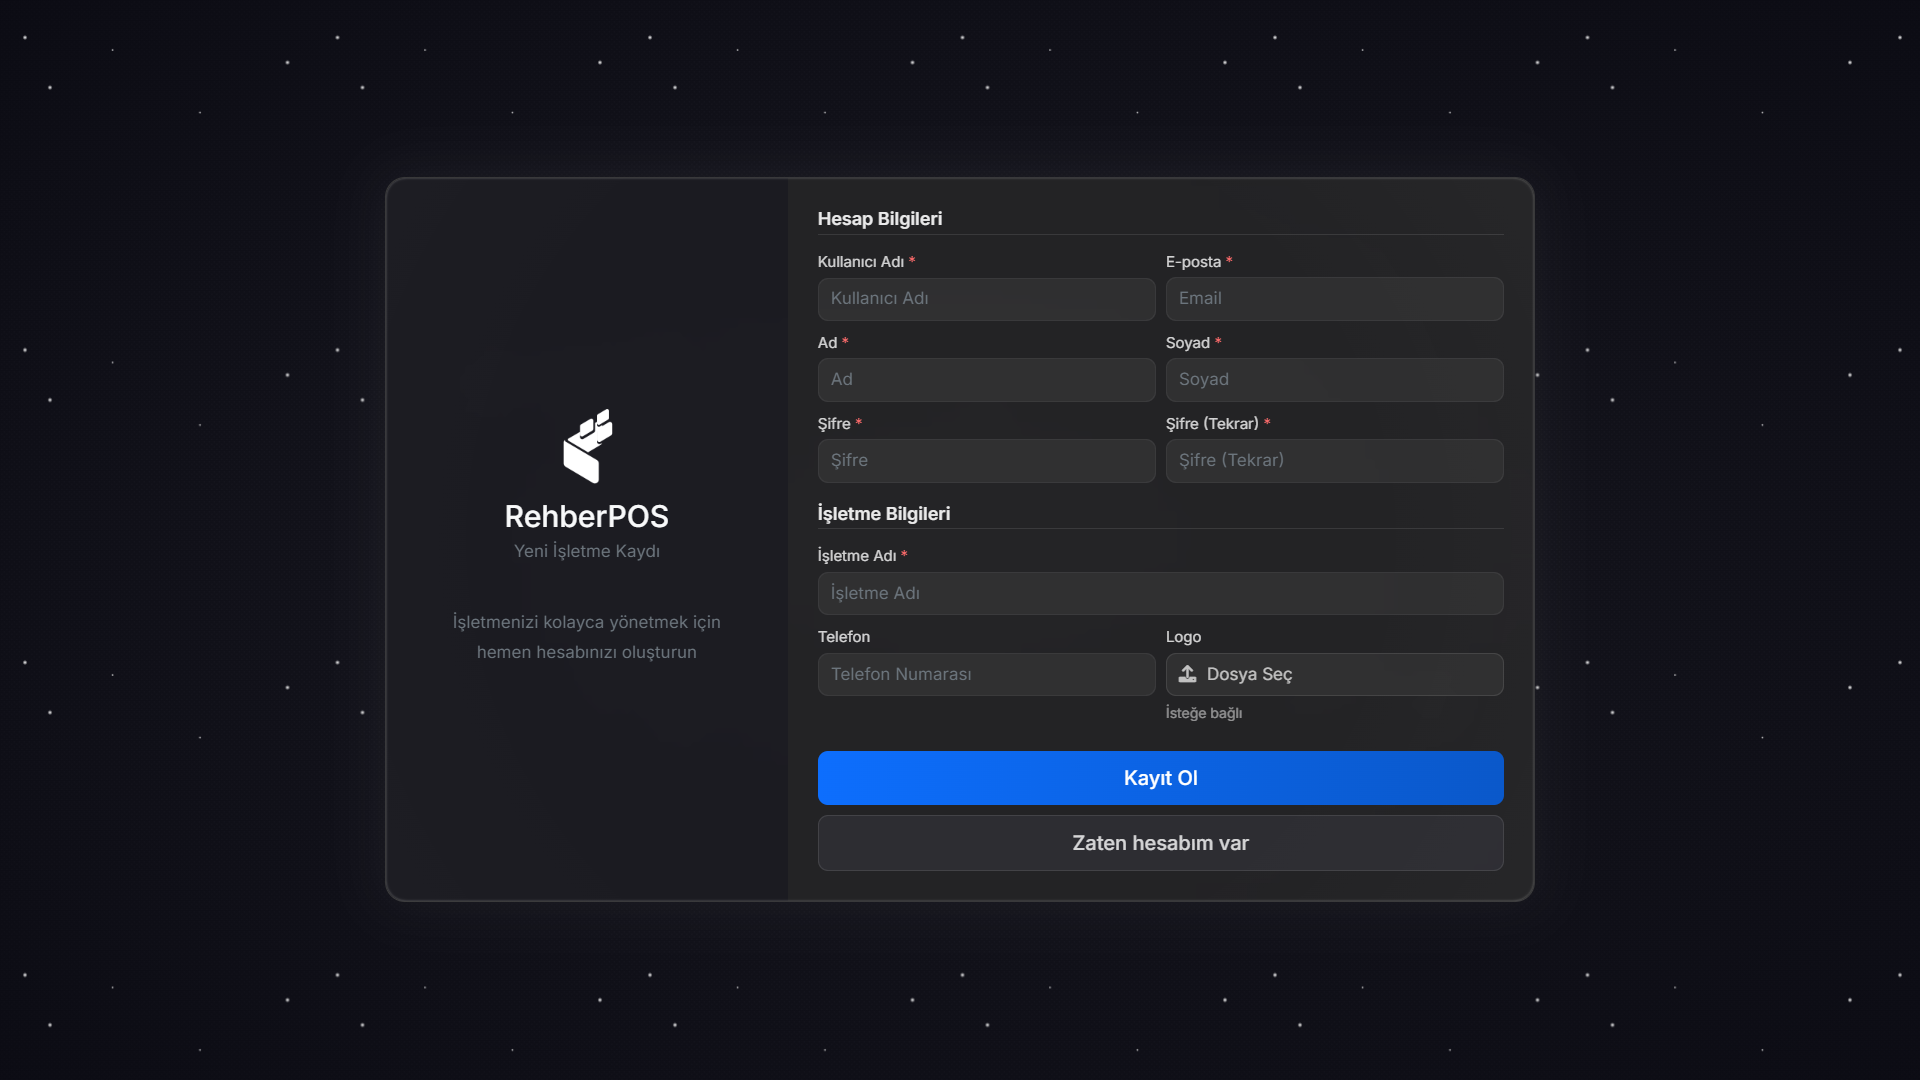 RehberPOS
Yeni İşletme Kaydı
İşletmenizi kolayca yönetmek için
hemen hesabınızı oluşturun
Hesap Bilgileri
Kullanıcı Adı * E-posta *
Kullanıcı Adı Email
Ad * Soyad *
Ad Soyad
Şifre * Şifre (Tekrar) *
Şifre Şifre (Tekrar)
İşletme Bilgileri
İşletme Adı *
İşletme Adı
Telefon Logo
Telefon Numarası Dosya Seç
İsteğe bağlı
Kayıt Ol
Zaten hesabım var